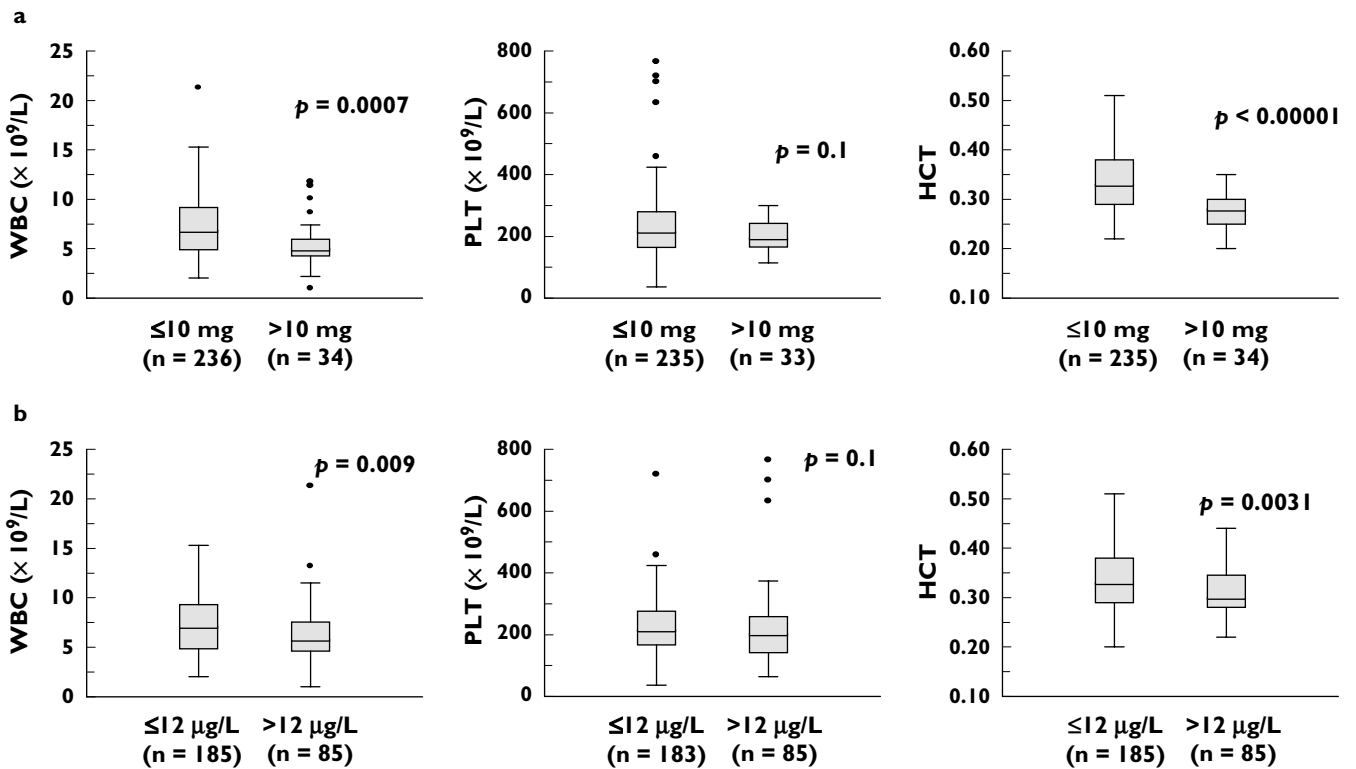 a
WBC (× 10⁹/L)
25
20
15
10
5
0
p = 0.0007
≤10 mg >10 mg
(n = 236) (n = 34)
PLT (× 10⁹/L)
800
600
400
200
0
p = 0.1
≤10 mg >10 mg
(n = 235) (n = 33)
HCT
0.60
0.50
0.40
0.30
0.20
0.10
p < 0.00001
≤10 mg >10 mg
(n = 235) (n = 34)
b
WBC (× 10⁹/L)
25
20
15
10
5
0
p = 0.009
≤12 µg/L >12 µg/L
(n = 185) (n = 85)
PLT (× 10⁹/L)
800
600
400
200
0
p = 0.1
≤12 µg/L >12 µg/L
(n = 183) (n = 85)
HCT
0.60
0.50
0.40
0.30
0.20
0.10
p = 0.0031
≤12 µg/L >12 µg/L
(n = 185) (n = 85)